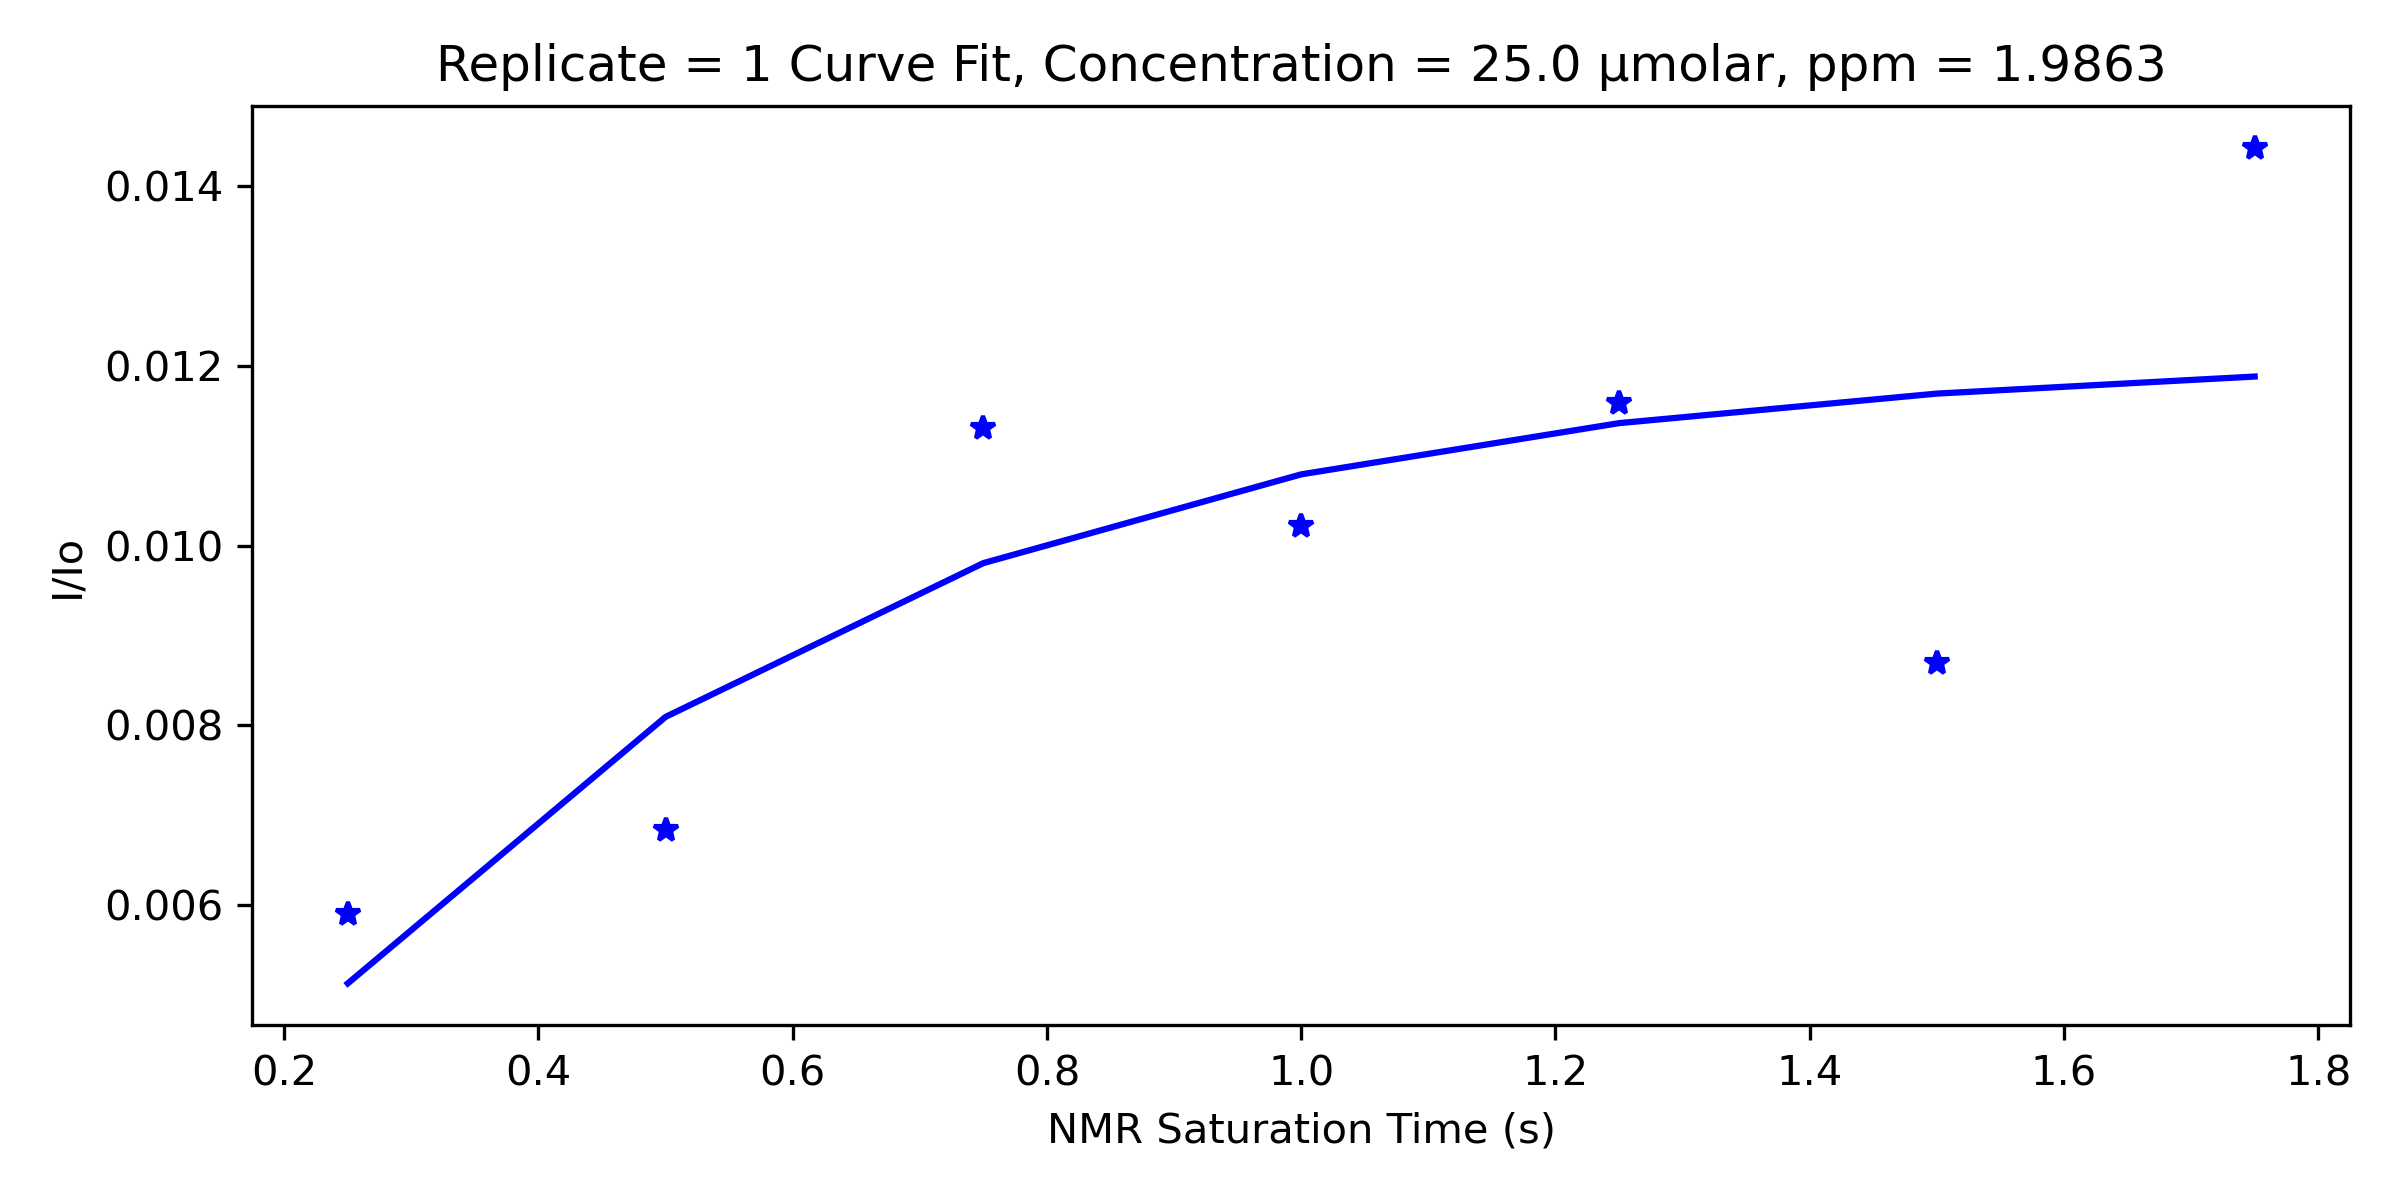 Replicate = 1 Curve Fit, Concentration = 25.0 μmolar, ppm = 1.9863
0.014
0.012
0.010
0.008
0.006
I/Io
0.2 0.4 0.6 0.8 1.0 1.2 1.4 1.6 1.8
NMR Saturation Time (s)